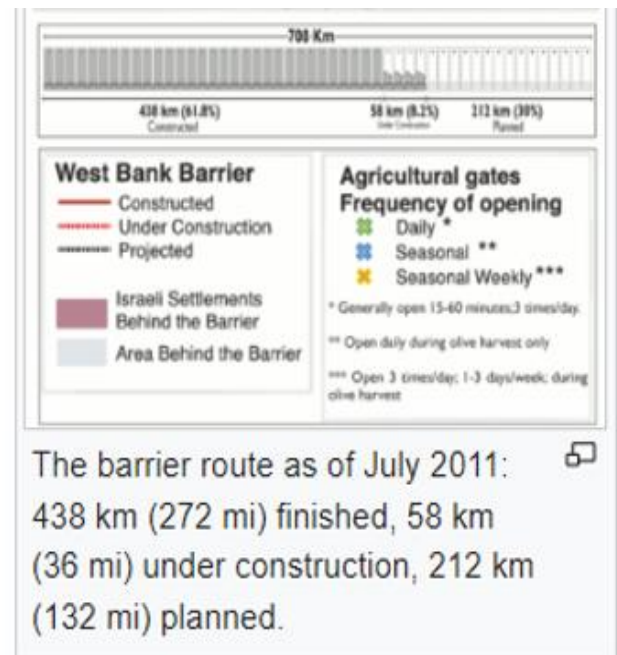 708 Km
438 km (61.8%) 58 km (8.2%) 212 km (30%)
Constructed Under Construction Planned
West Bank Barrier
Constructed
Under Construction
Projected
Israeli Settlements
Behind the Barrier
Area Behind the Barrier
Agricultural gates
Frequency of opening
Daily *
Seasonal **
Seasonal Weekly ***
* Generally open 15-60 minutes;3 times/day.
** Open daily during olive harvest only
*** Open 3 times/day; 1-3 days/week; during
olive harvest
The barrier route as of July 2011:
438 km (272 mi) finished, 58 km
(36 mi) under construction, 212 km
(132 mi) planned.